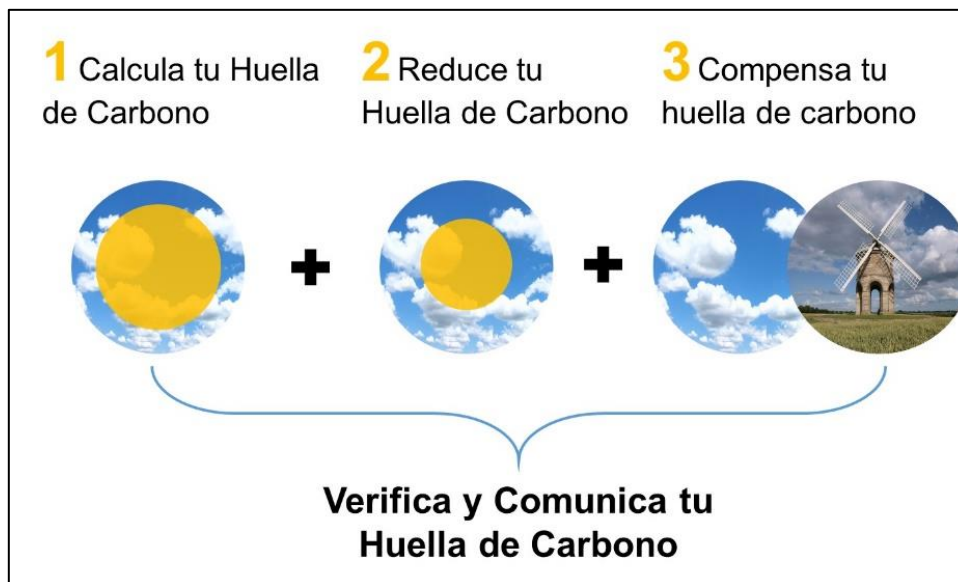 1 Calcula tu Huella
de Carbono
2 Reduce tu
Huella de Carbono
3 Compensa tu
huella de carbono
Verifica y Comunica tu
Huella de Carbono